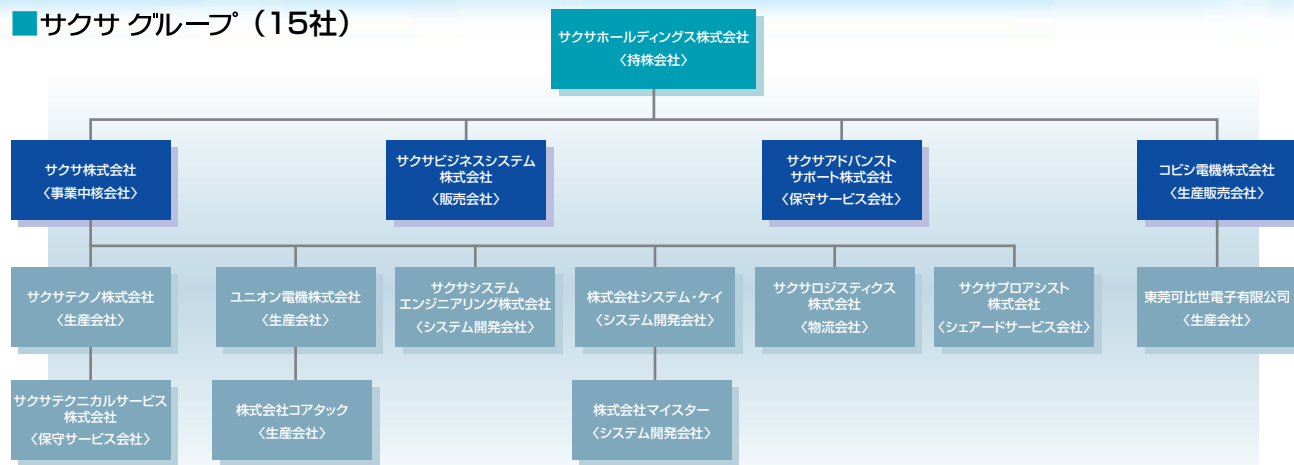 ■サクサ グループ（15社）
サクサホールディングス株式会社
〈持株会社〉
サクサ株式会社
〈事業中核会社〉
サクサビジネスシステム
株式会社
〈販売会社〉
サクサアドバンスト
サポート株式会社
〈保守サービス会社〉
コビシ電機株式会社
〈生産販売会社〉
サクサテクノ株式会社
〈生産会社〉
ユニオン電機株式会社
〈生産会社〉
サクサシステム
エンジニアリング株式会社
〈システム開発会社〉
株式会社システム・ケイ
〈システム開発会社〉
サクサロジスティクス
株式会社
〈物流会社〉
サクサプロアシスト
株式会社
〈シェアードサービス会社〉
東莞可比世電子有限公司
〈生産会社〉
サクサテクニカルサービス
株式会社
〈保守サービス会社〉
株式会社コアタック
〈生産会社〉
株式会社マイスター
〈システム開発会社〉